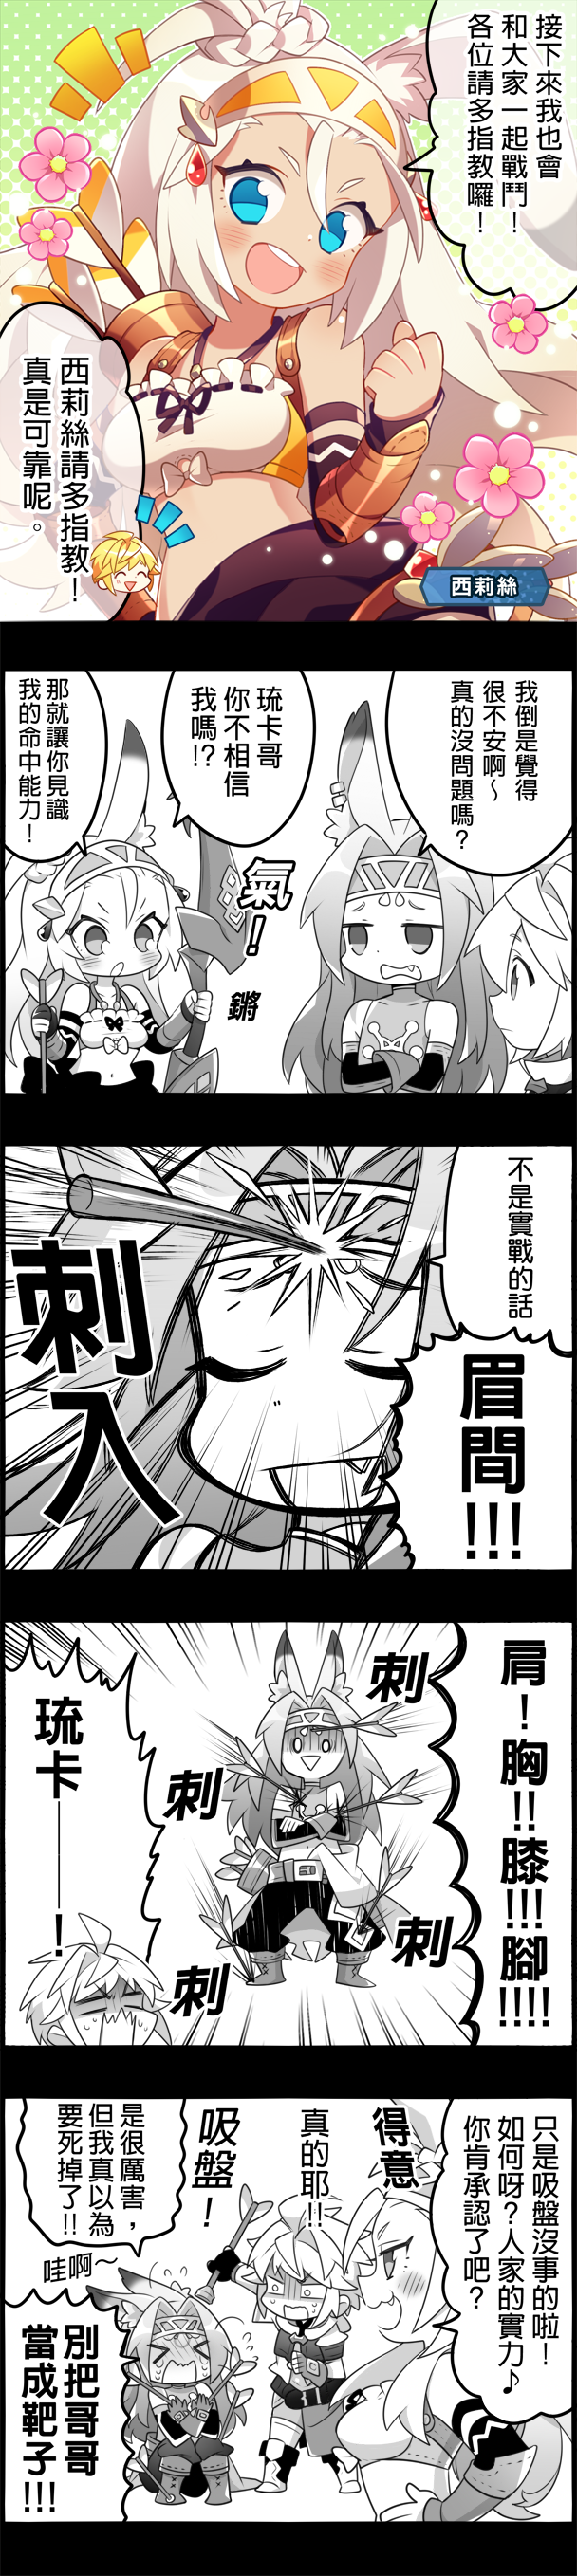 接下來我也會
和大家一起戰鬥！
各位請多指教囉！
西莉絲請多指教！
真是可靠呢。
西莉絲
我倒是覺得
很不安啊～
真的沒問題嗎？
琉卡哥
你不相信
我嗎!?
氣！
鏘
那就讓你見識
我的命中能力！
不是實戰的話
眉間!!!
刺入
肩！胸!!膝!!!腳!!!!
刺
刺
刺
刺
琉卡——！
只是吸盤沒事的啦！
如何呀？人家的實力♪
你肯承認了吧？
得意
真的耶!!
吸盤！
是很厲害，
但我真以為
要死掉了!!
哇啊～
別把哥哥
當成靶子!!!